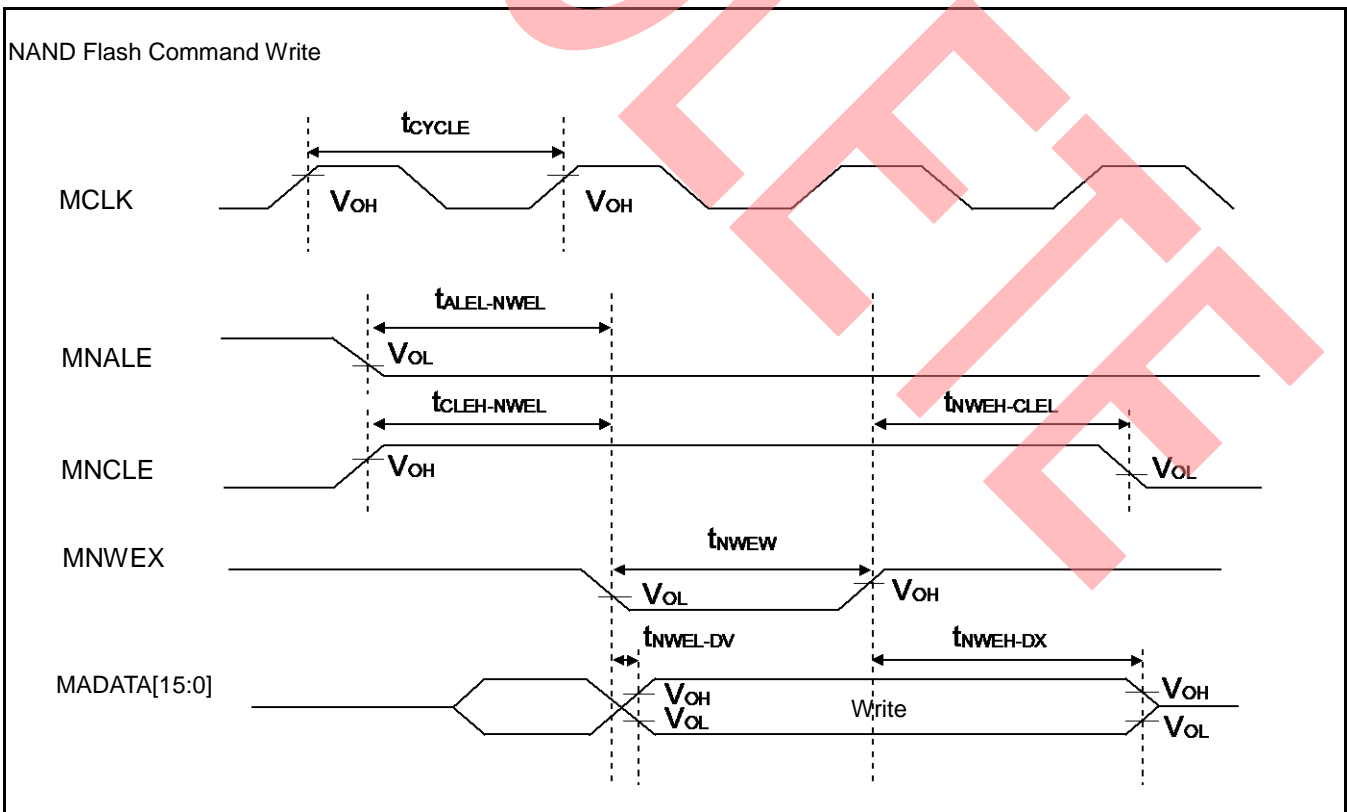 NAND Flash Command Write
tCYCLE
MCLK
VOH
VOH
tALEL-NWEL
MNALE
VOL
tCLEH-NWEL
tNWEH-CLEL
MNCLE
VOH
VOL
MNWEX
tNWEW
VOL
VOH
tNWEL-DV
tNWEH-DX
MADATA[15:0]
VOH
VOL
Write
VOH
VOL
SLETE